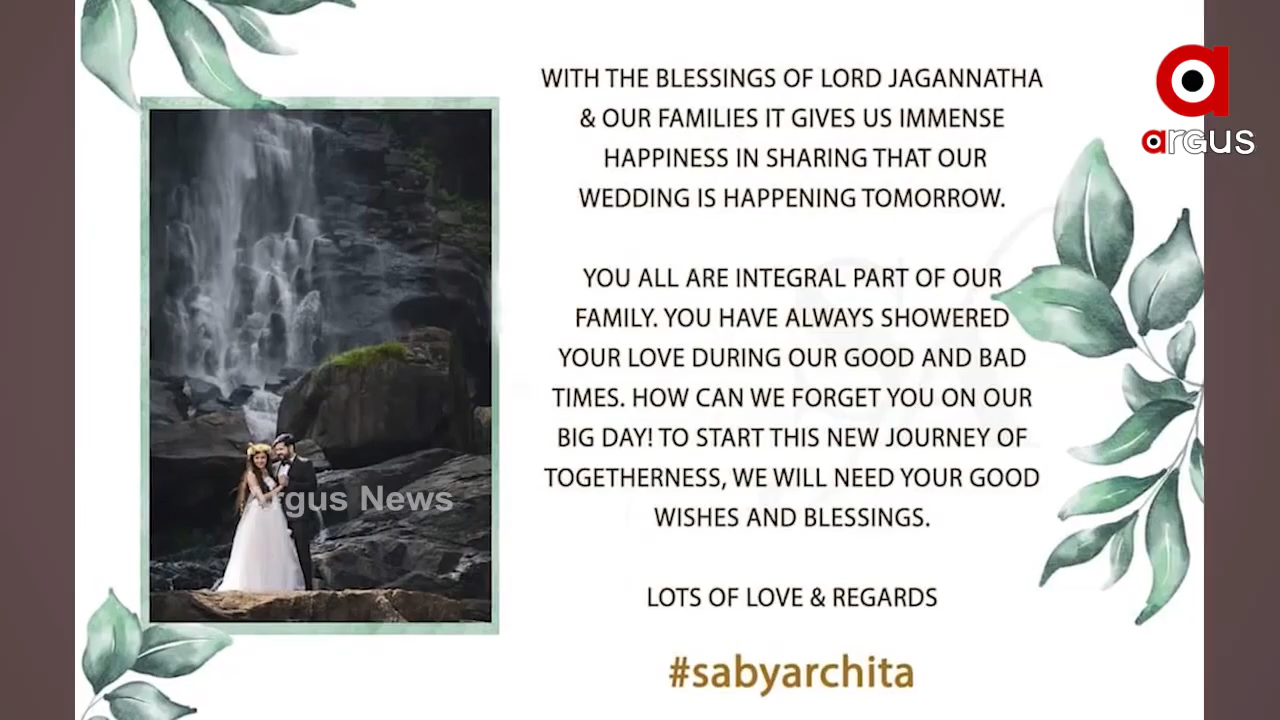 WITH THE BLESSINGS OF LORD JAGANNATHA
& OUR FAMILIES IT GIVES US IMMENSE
HAPPINESS IN SHARING THAT OUR
WEDDING IS HAPPENING TOMORROW.
YOU ALL ARE INTEGRAL PART OF OUR
FAMILY. YOU HAVE ALWAYS SHOWERED
YOUR LOVE DURING OUR GOOD AND BAD
TIMES. HOW CAN WE FORGET YOU ON OUR
BIG DAY! TO START THIS NEW JOURNEY OF
TOGETHERNESS, WE WILL NEED YOUR GOOD
WISHES AND BLESSINGS.
LOTS OF LOVE & REGARDS
#sabyarchita
argus
Argus News